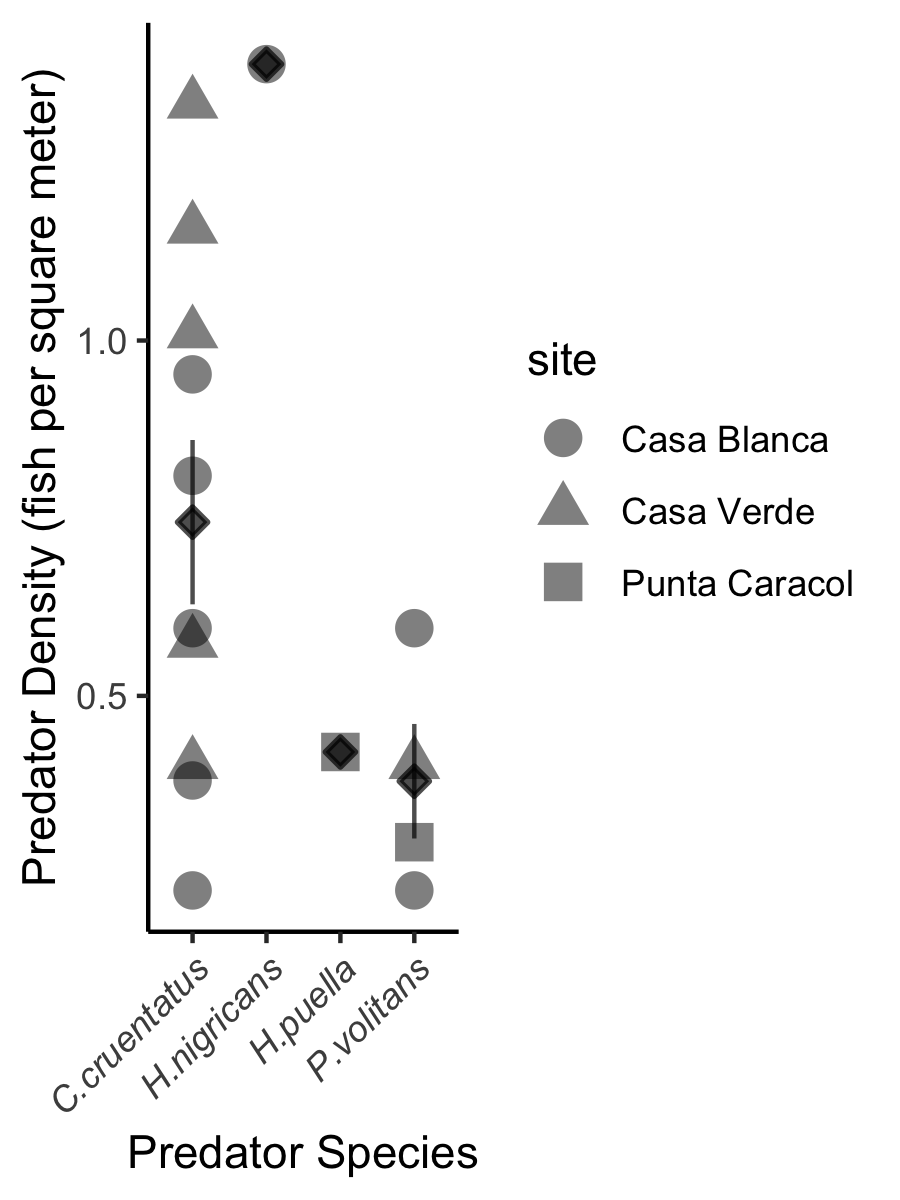 Predator Density (fish per square meter)
1.0
0.5
C.cruentatus
H.nigricans
H.puella
P.volitans
Predator Species
site
Casa Blanca
Casa Verde
Punta Caracol